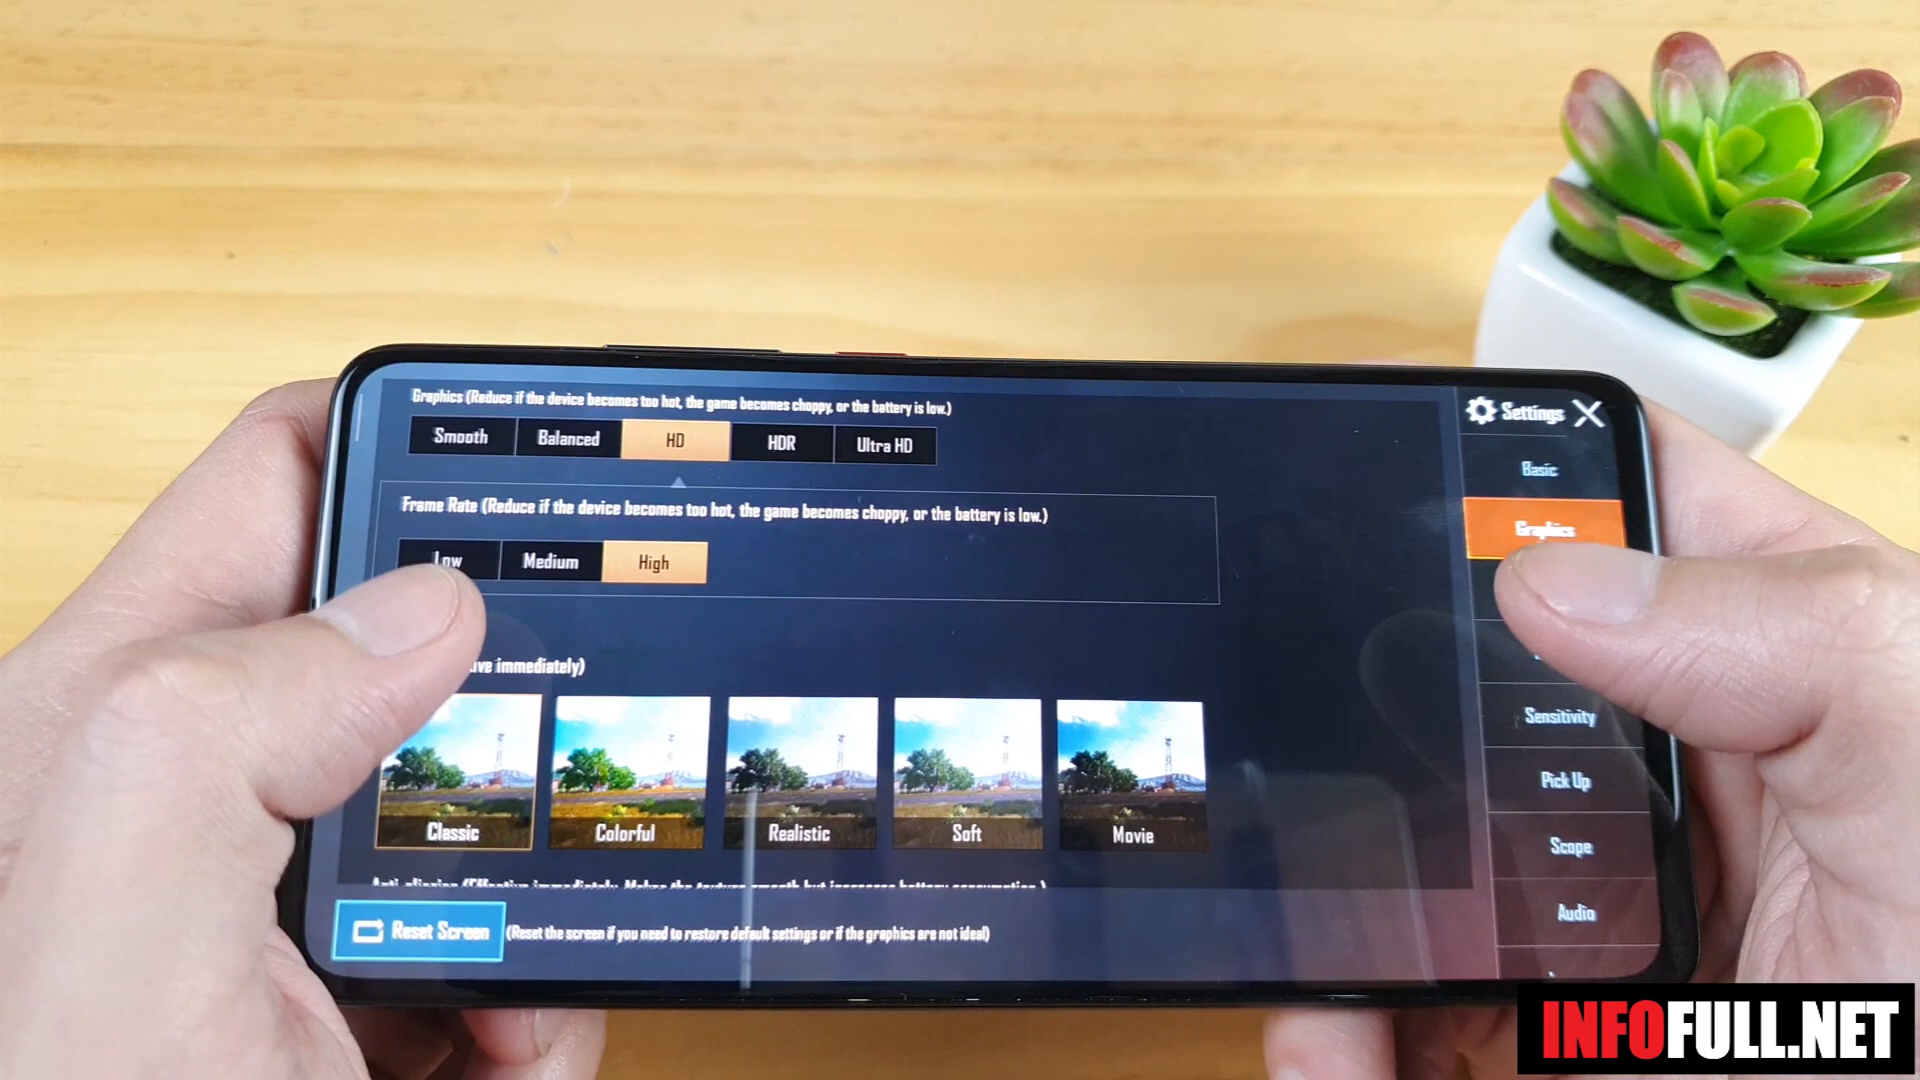 Graphics (Reduce if the device becomes too hot, the game becomes choppy, or the battery is low.)
Smooth Balanced HD HDR Ultra HD
Frame Rate (Reduce if the device becomes too hot, the game becomes choppy, or the battery is low.)
Low Medium High
immediately)
Classic Colorful Realistic Soft Movie
Reset Screen (Reset the screen if you need to restore default settings or if the graphics are not ideal)
Settings
Basic
Graphics
Sensitivity
Pick Up
Scope
Audio
INFOFULL.NET